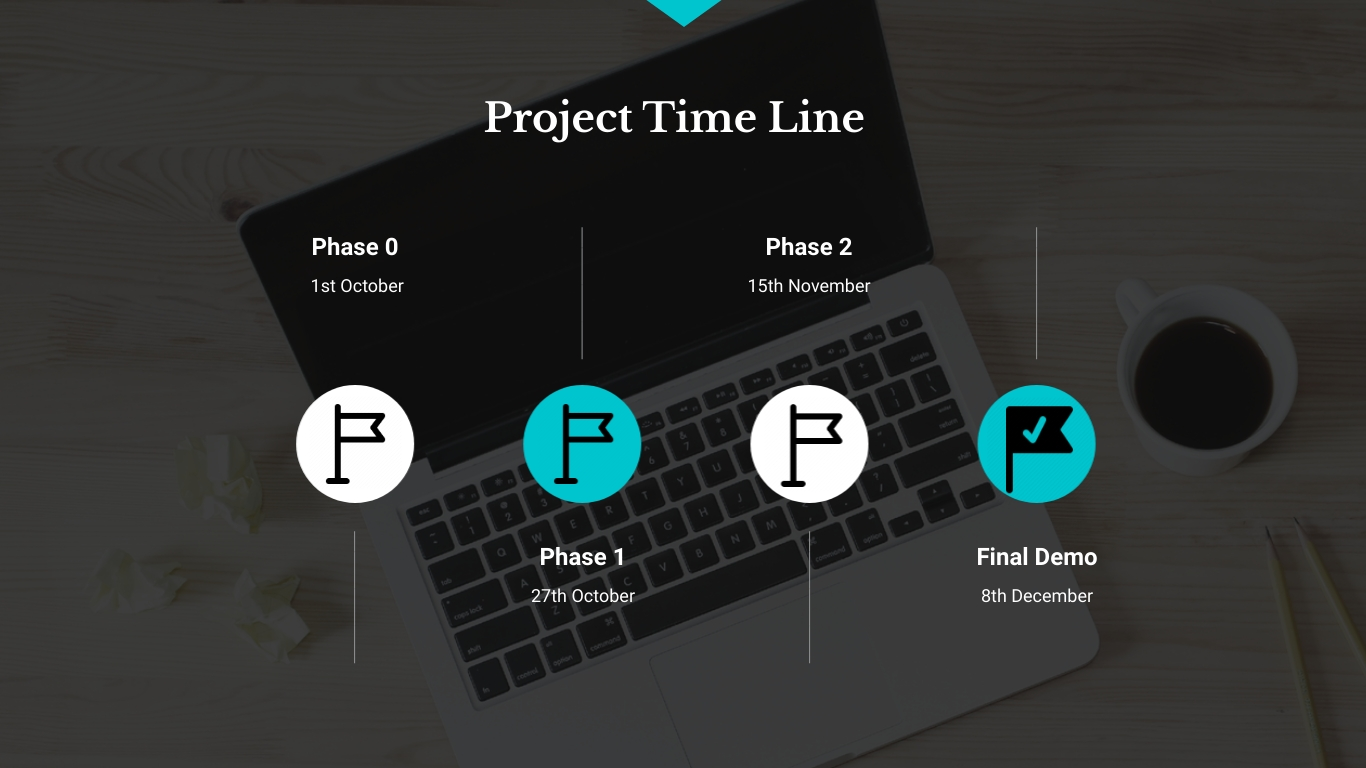 Project Time Line
Phase 0
1st October
Phase 2
15th November
Phase 1
27th October
Final Demo
8th December